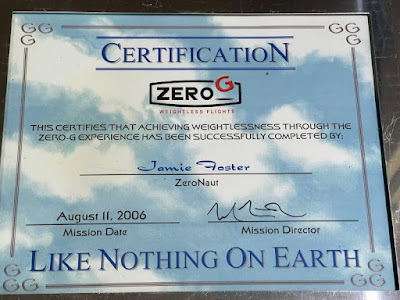 CERTIFICATION
ZERO G
WEIGHTLESS FLIGHTS
THIS CERTIFIES THAT ACHIEVING WEIGHTLESSNESS THROUGH THE
ZERO-G EXPERIENCE HAS BEEN SUCCESSFULLY COMPLETED BY:
Jamie Foster
ZeroNaut
August 11, 2006
Mission Date
Mission Director
LIKE NOTHING ON EARTH